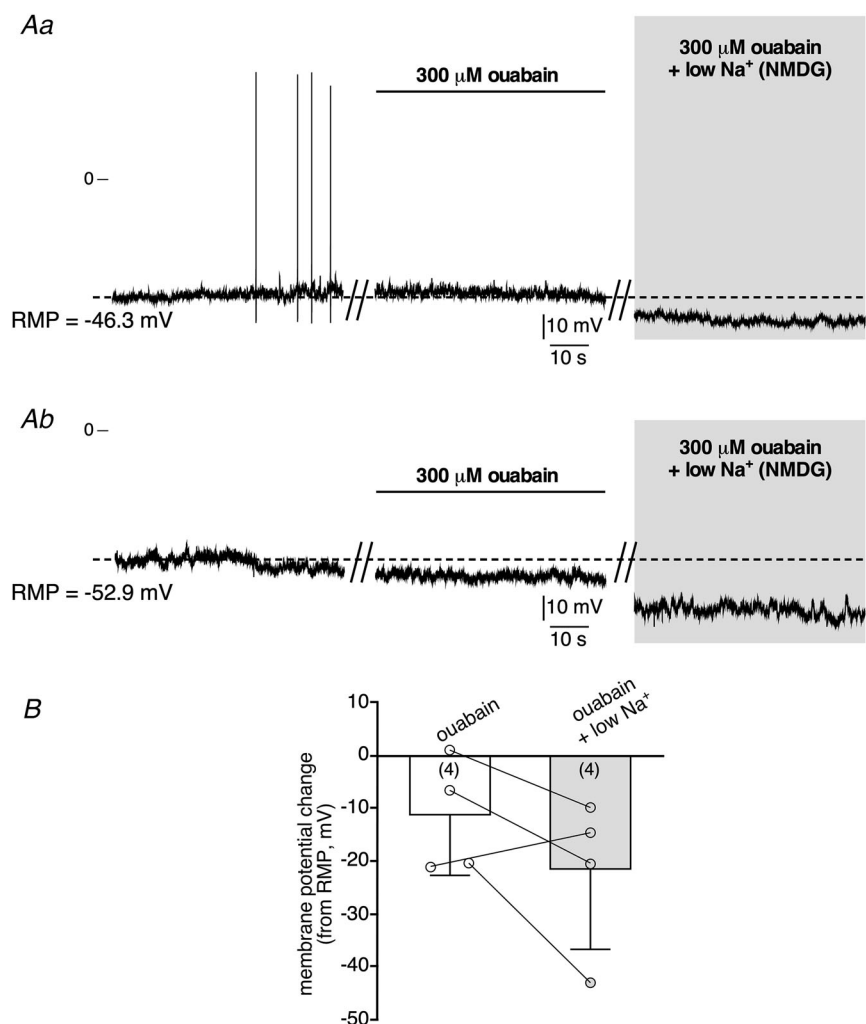 Aa
300 μM ouabain
+ low Na⁺ (NMDG)
300 μM ouabain
0
RMP = -46.3 mV
10 mV
10 s
Ab
0
300 μM ouabain
+ low Na⁺ (NMDG)
300 μM ouabain
RMP = -52.9 mV
10 mV
10 s
B
ouabain
ouabain
+ low Na⁺
membrane potential change
(from RMP, mV)
10
0
-10
-20
-30
-40
-50
(4)
(4)